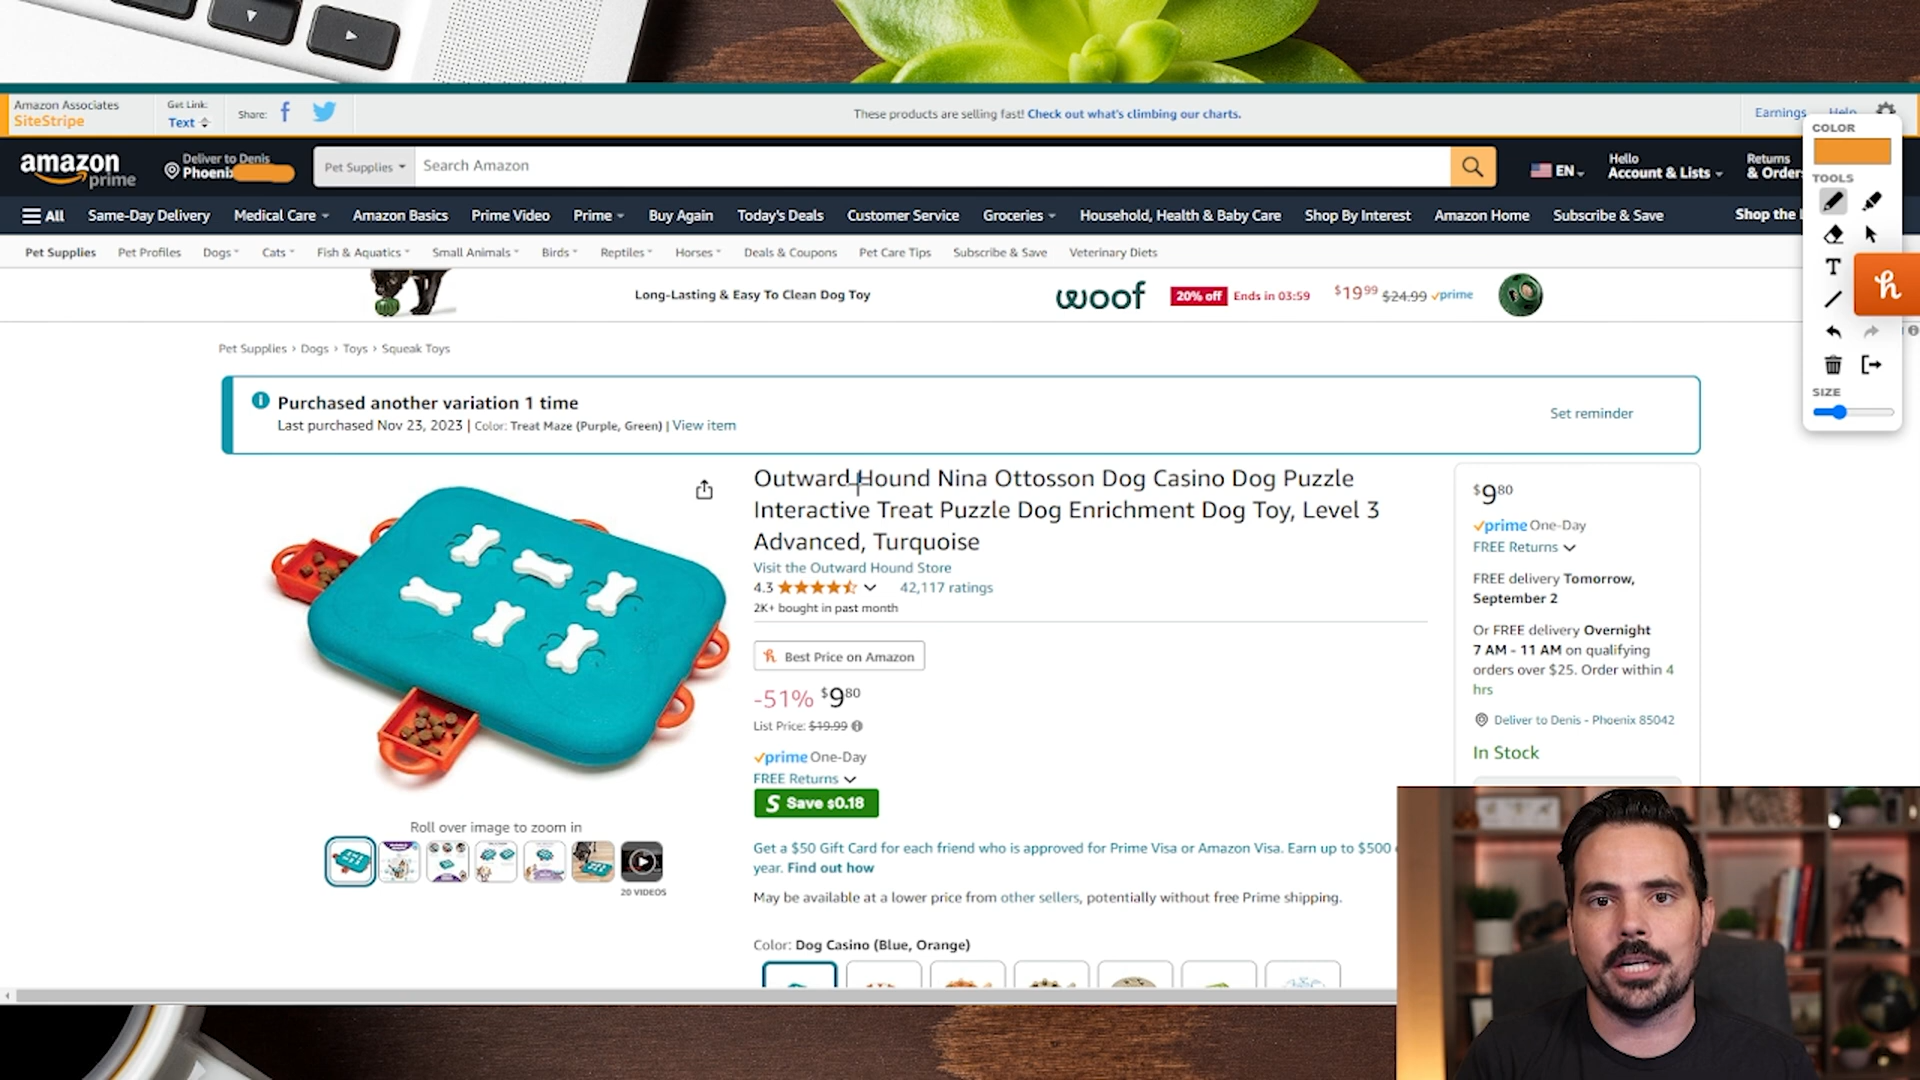 Amazon Associates
SiteStripe
Get Link:
Text
Share:
These products are selling fast! Check out what's climbing our charts.
Earnings
Help
COLOR
TOOLS
SIZE
amazon
prime
Deliver to Denis
Phoenix
Pet Supplies
Search Amazon
EN
Hello
Account & Lists
Returns
& Orders
All
Same-Day Delivery
Medical Care
Amazon Basics
Prime Video
Prime
Buy Again
Today's Deals
Customer Service
Groceries
Household, Health & Baby Care
Shop By Interest
Amazon Home
Subscribe & Save
Shop the
Pet Supplies
Pet Profiles
Dogs
Cats
Fish & Aquatics
Small Animals
Birds
Reptiles
Horses
Deals & Coupons
Pet Care Tips
Subscribe & Save
Veterinary Diets
Long-Lasting & Easy To Clean Dog Toy
woof
20% off
Ends in 03:59
$19.99 $24.99 prime
Pet Supplies › Dogs › Toys › Squeak Toys
Purchased another variation 1 time
Last purchased Nov 23, 2023 | Color: Treat Maze (Purple, Green) | View item
Set reminder
Outward Hound Nina Ottosson Dog Casino Dog Puzzle
Interactive Treat Puzzle Dog Enrichment Dog Toy, Level 3
Advanced, Turquoise
Visit the Outward Hound Store
4.3
42,117 ratings
2K+ bought in past month
Best Price on Amazon
-51% $9.80
List Price: $19.99
prime One-Day
FREE Returns
S Save $0.18
Get a $50 Gift Card for each friend who is approved for Prime Visa or Amazon Visa. Earn up to $500
year. Find out how
May be available at a lower price from other sellers, potentially without free Prime shipping.
Color: Dog Casino (Blue, Orange)
Roll over image to zoom in
20 VIDEOS
$9.80
prime One-Day
FREE Returns
FREE delivery Tomorrow,
September 2
Or FREE delivery Overnight
7 AM - 11 AM on qualifying
orders over $25. Order within 4
hrs
Deliver to Denis - Phoenix 85042
In Stock